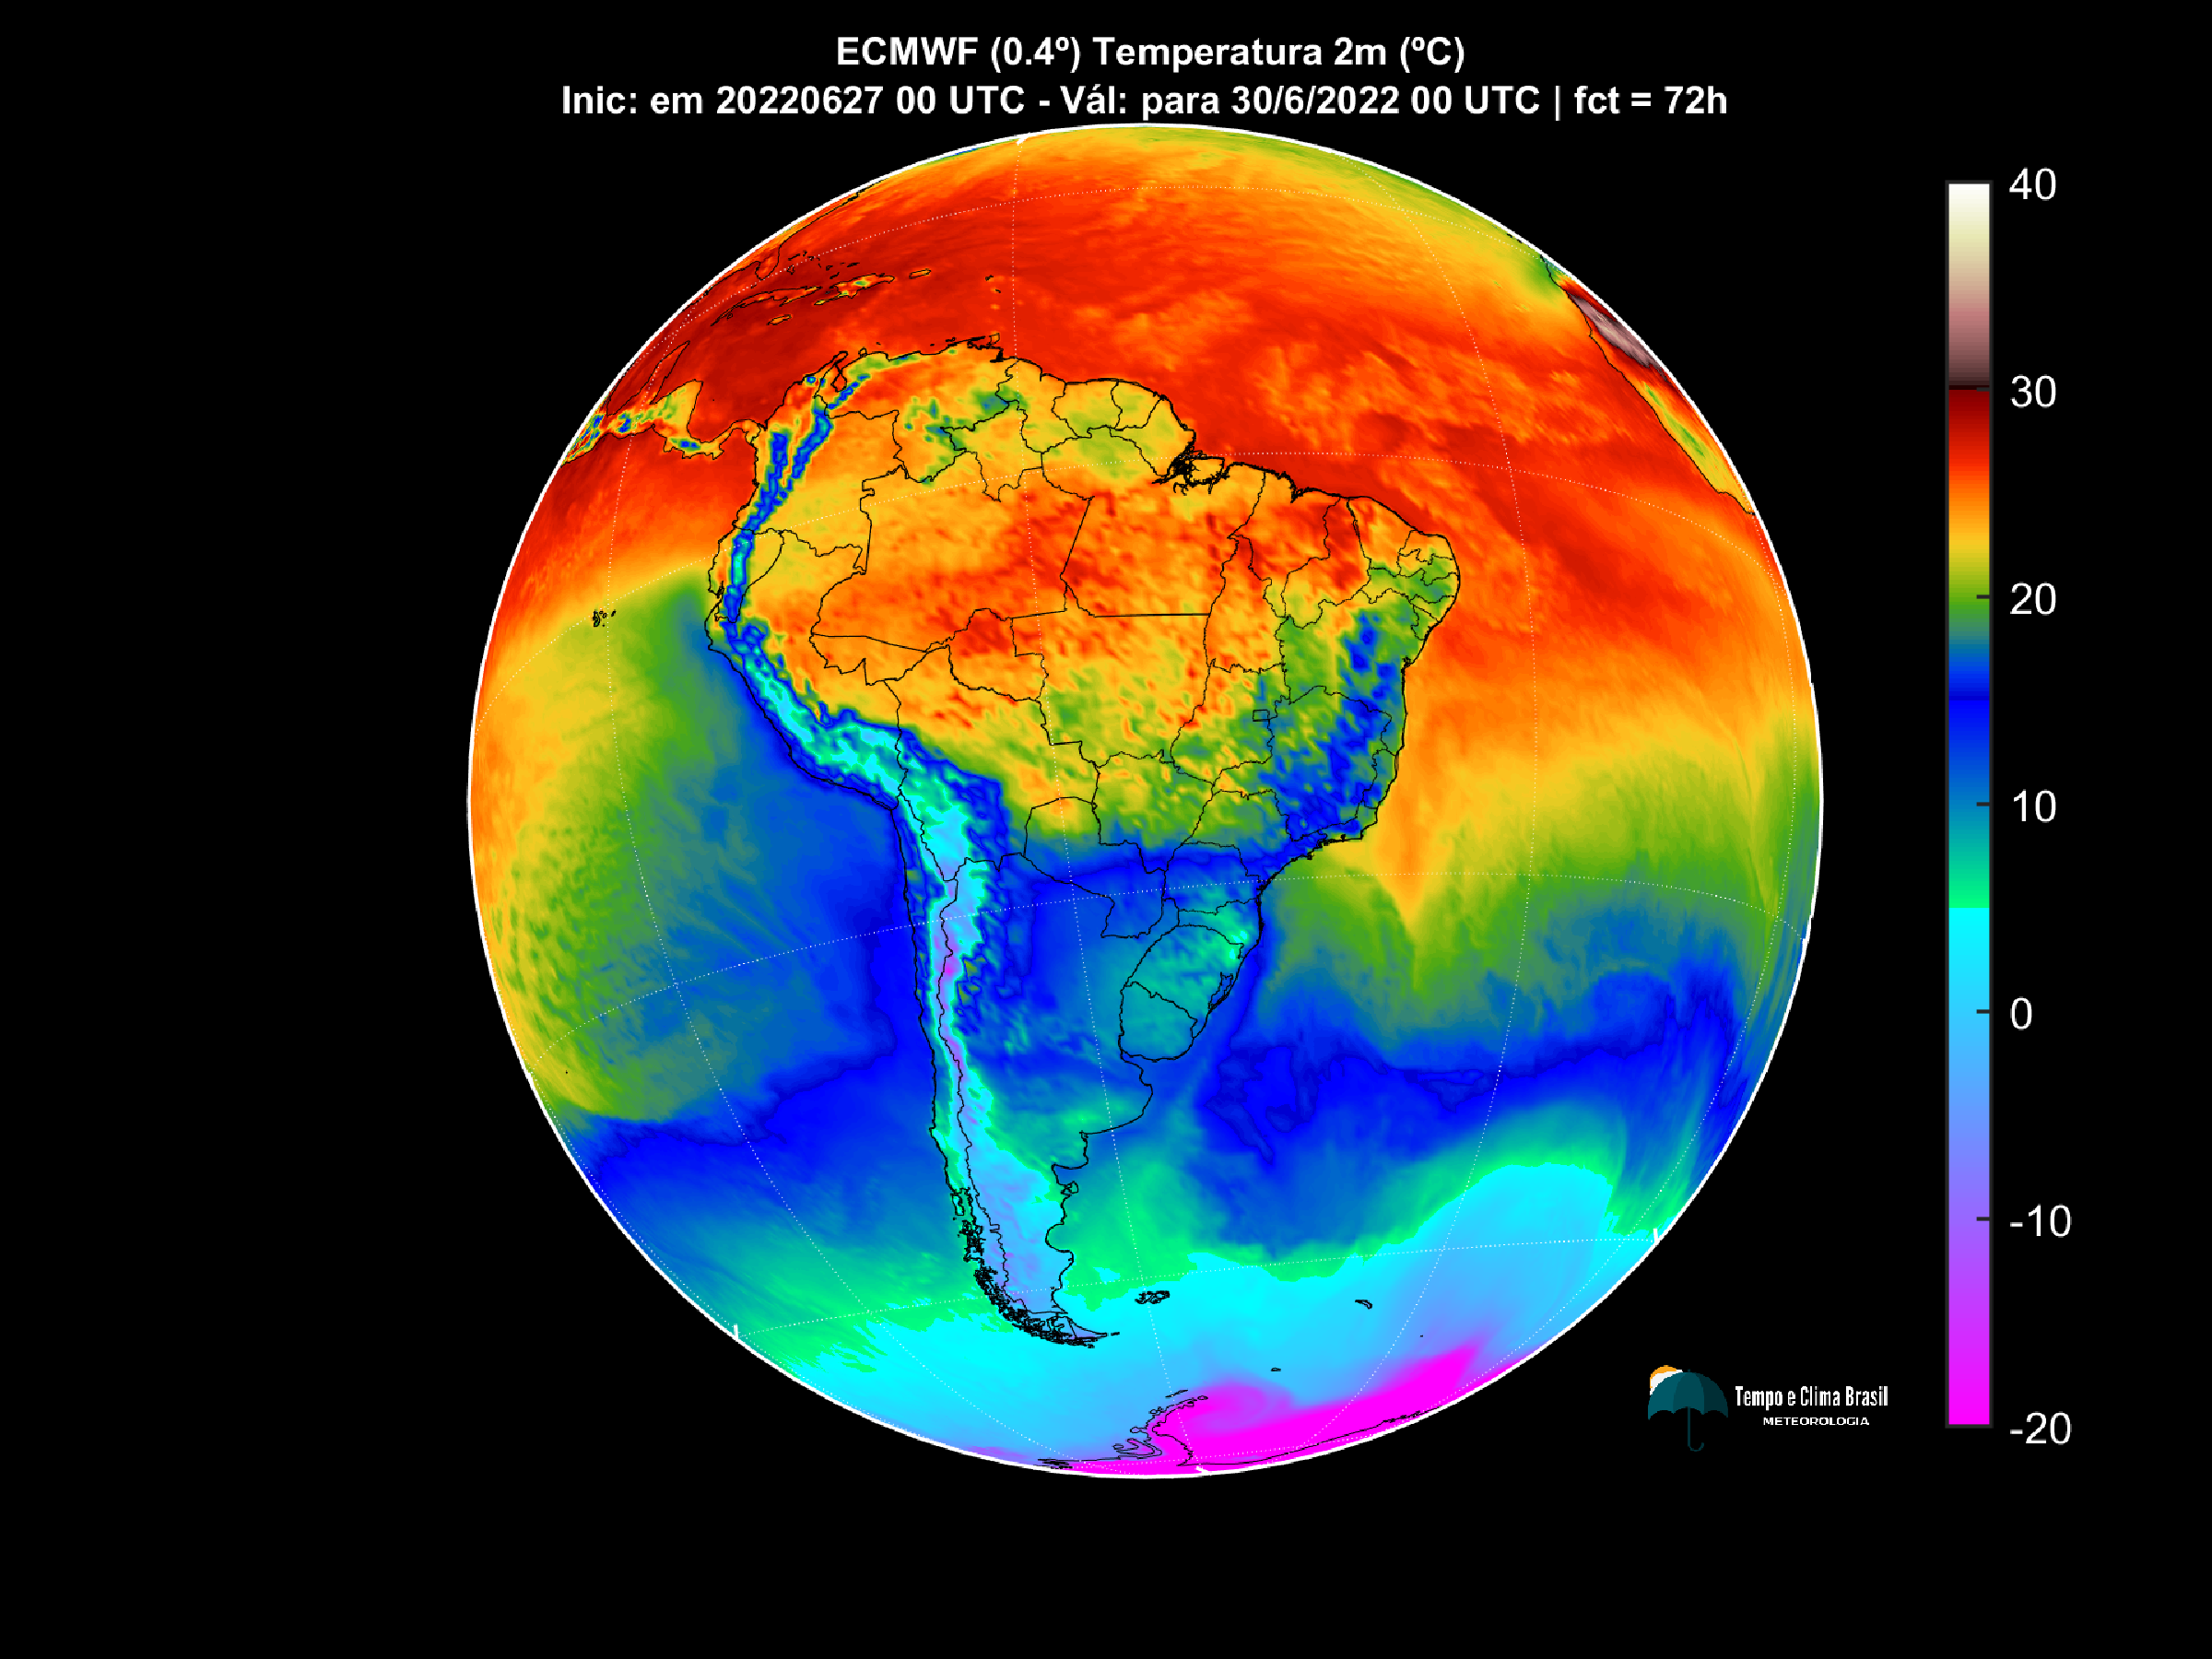 ECMWF (0.4º) Temperatura 2m (ºC)
Inic: em 20220627 00 UTC - Vál: para 30/6/2022 00 UTC | fct = 72h
40
30
20
10
0
-10
-20
Tempo e Clima Brasil
METEOROLOGIA